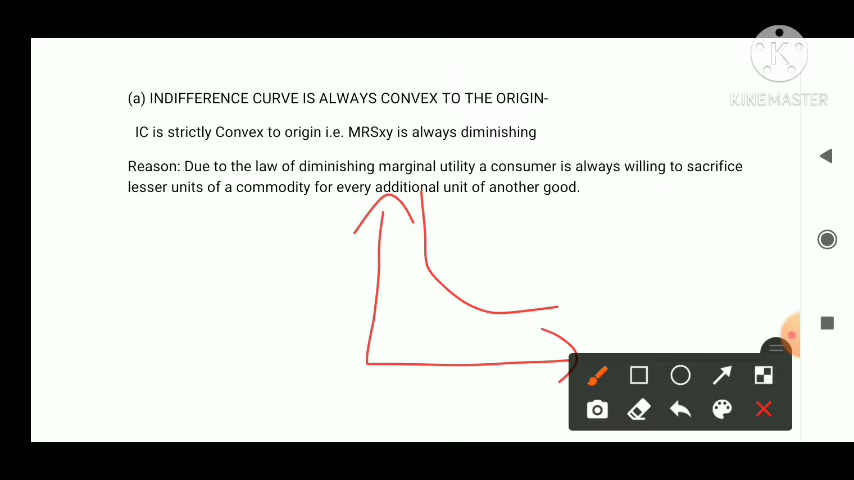 (a) INDIFFERENCE CURVE IS ALWAYS CONVEX TO THE ORIGIN-
IC is strictly Convex to origin i.e. MRSxy is always diminishing
Reason: Due to the law of diminishing marginal utility a consumer is always willing to sacrifice
lesser units of a commodity for every additional unit of another good.
K
KINEMASTER